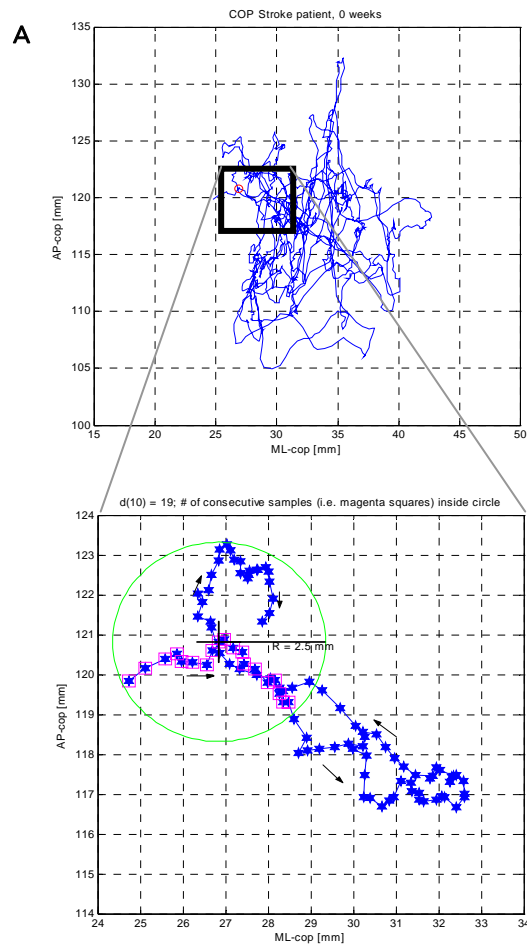 A
COP Stroke patient, 0 weeks
135
130
125
120
115
110
105
100
AP-cop [mm]
15 20 25 30 35 40 45 50
ML-cop [mm]
d(10) = 19; # of consecutive samples (i.e. magenta squares) inside circle
124
123
122
121
120
119
118
117
116
115
114
AP-cop [mm]
R = 2.5 mm
24 25 26 27 28 29 30 31 32 33 34
ML-cop [mm]